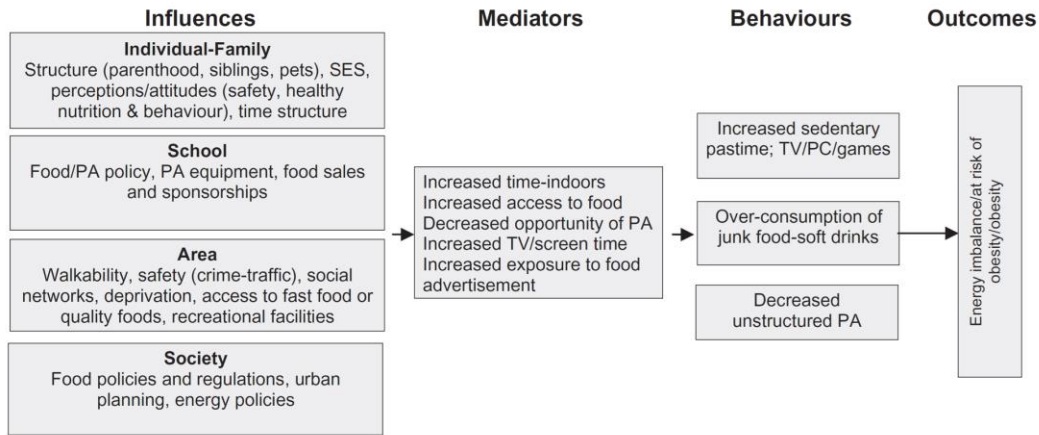 Influences
Mediators
Behaviours
Outcomes
Individual-Family
Structure (parenthood, siblings, pets), SES,
perceptions/attitudes (safety, healthy
nutrition & behaviour), time structure
School
Food/PA policy, PA equipment, food sales
and sponsorships
Area
Walkability, safety (crime-traffic), social
networks, deprivation, access to fast food or
quality foods, recreational facilities
Society
Food policies and regulations, urban
planning, energy policies
Increased time-indoors
Increased access to food
Decreased opportunity of PA
Increased TV/screen time
Increased exposure to food
advertisement
Increased sedentary
pastime; TV/PC/games
Over-consumption of
junk food-soft drinks
Decreased
unstructured PA
Energy imbalance/at risk of
obesity/obesity